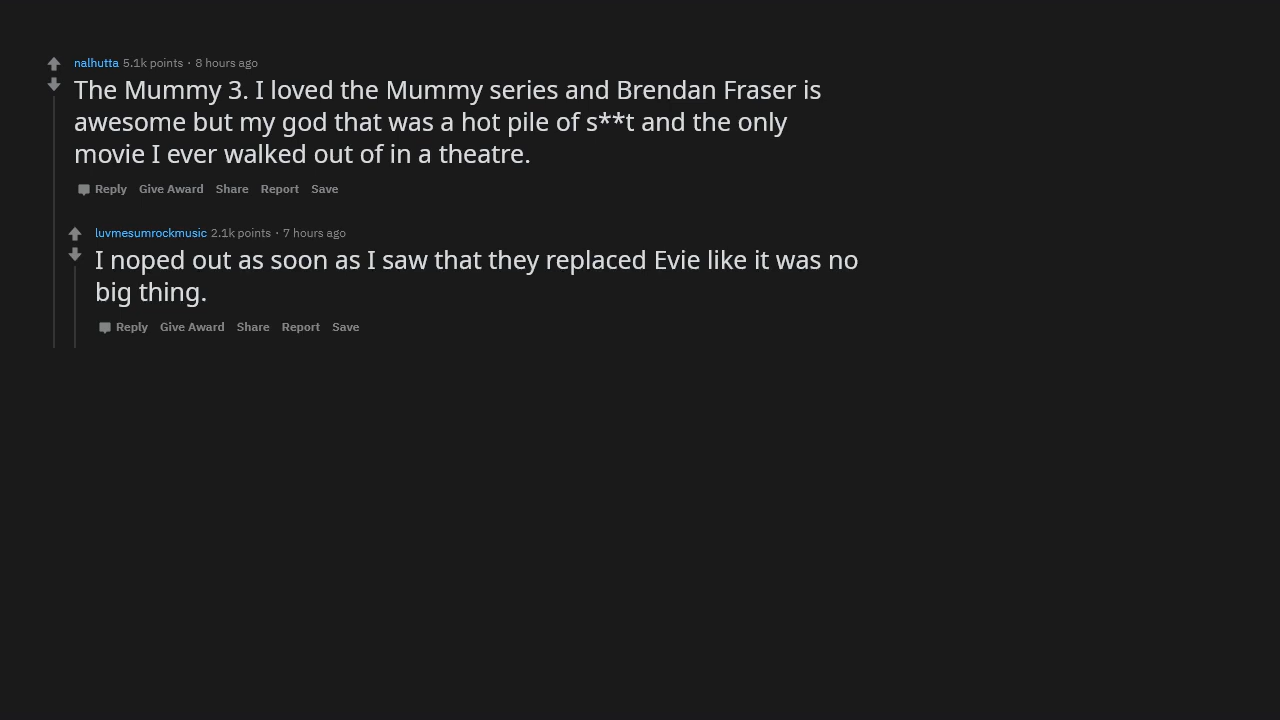 nalhutta 5.1k points · 8 hours ago
The Mummy 3. I loved the Mummy series and Brendan Fraser is
awesome but my god that was a hot pile of s**t and the only
movie I ever walked out of in a theatre.
Reply Give Award Share Report Save
luvmesumrockmusic 2.1k points · 7 hours ago
I noped out as soon as I saw that they replaced Evie like it was no
big thing.
Reply Give Award Share Report Save